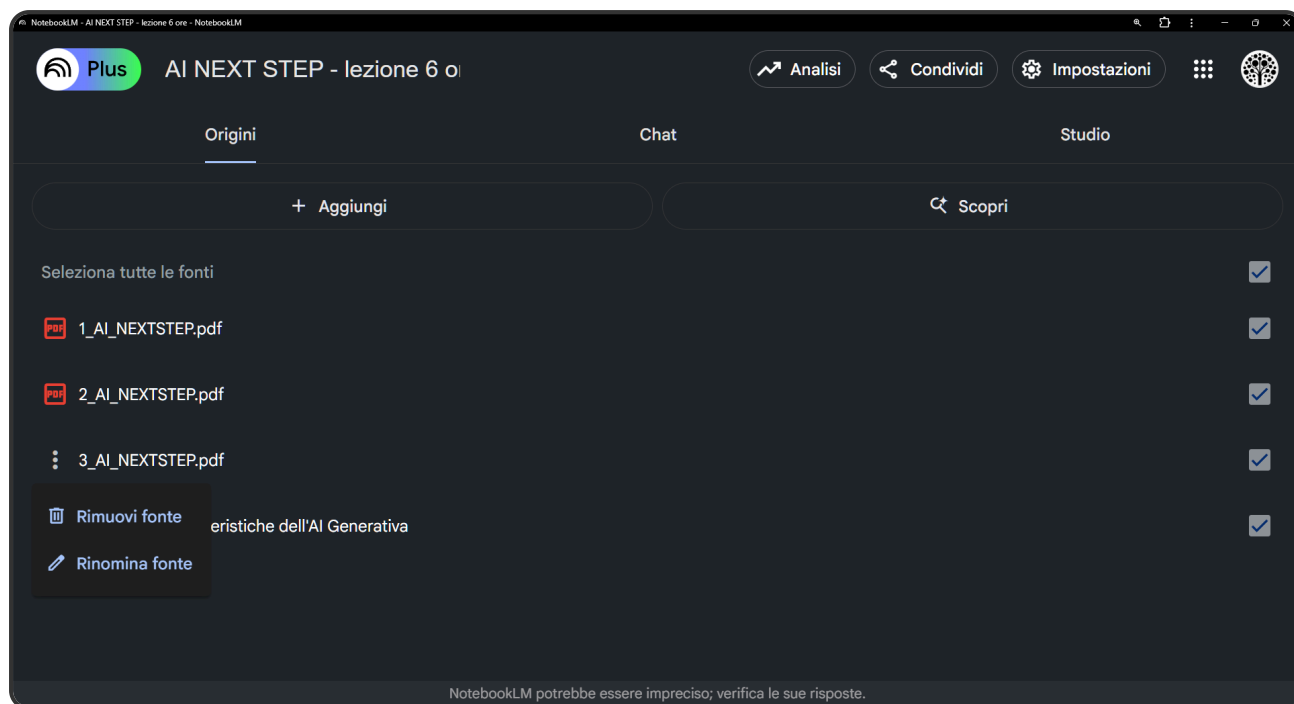 NotebookLM - AI NEXT STEP - lezione 6 ore - NotebookLM
Plus AI NEXT STEP - lezione 6 Analisi Condividi Impostazioni
Origini Chat Studio
+ Aggiungi Scopri
Seleziona tutte le fonti
PDF 1_AI_NEXTSTEP.pdf
PDF 2_AI_NEXTSTEP.pdf
3_AI_NEXTSTEP.pdf
Rimuovi fonte
eristiche dell'AI Generativa
Rinomina fonte
NotebookLM potrebbe essere impreciso; verifica le sue risposte.